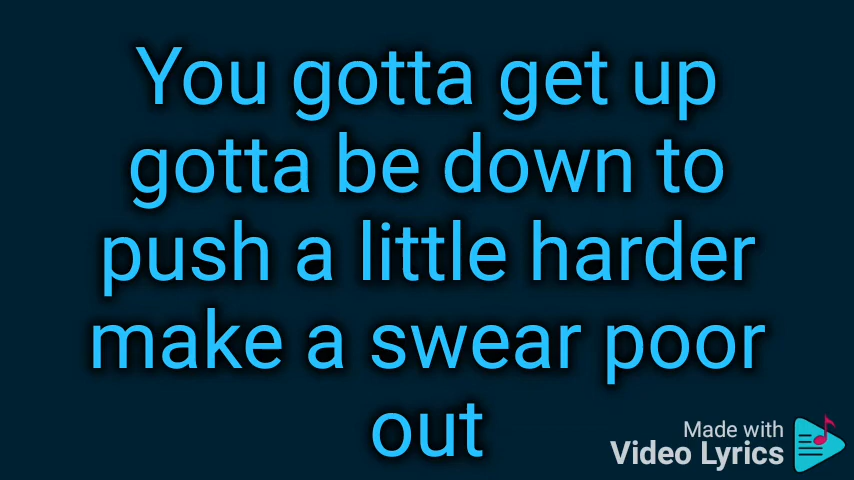 You gotta get up
gotta be down to
push a little harder
make a swear poor
out
Made with
Video Lyrics